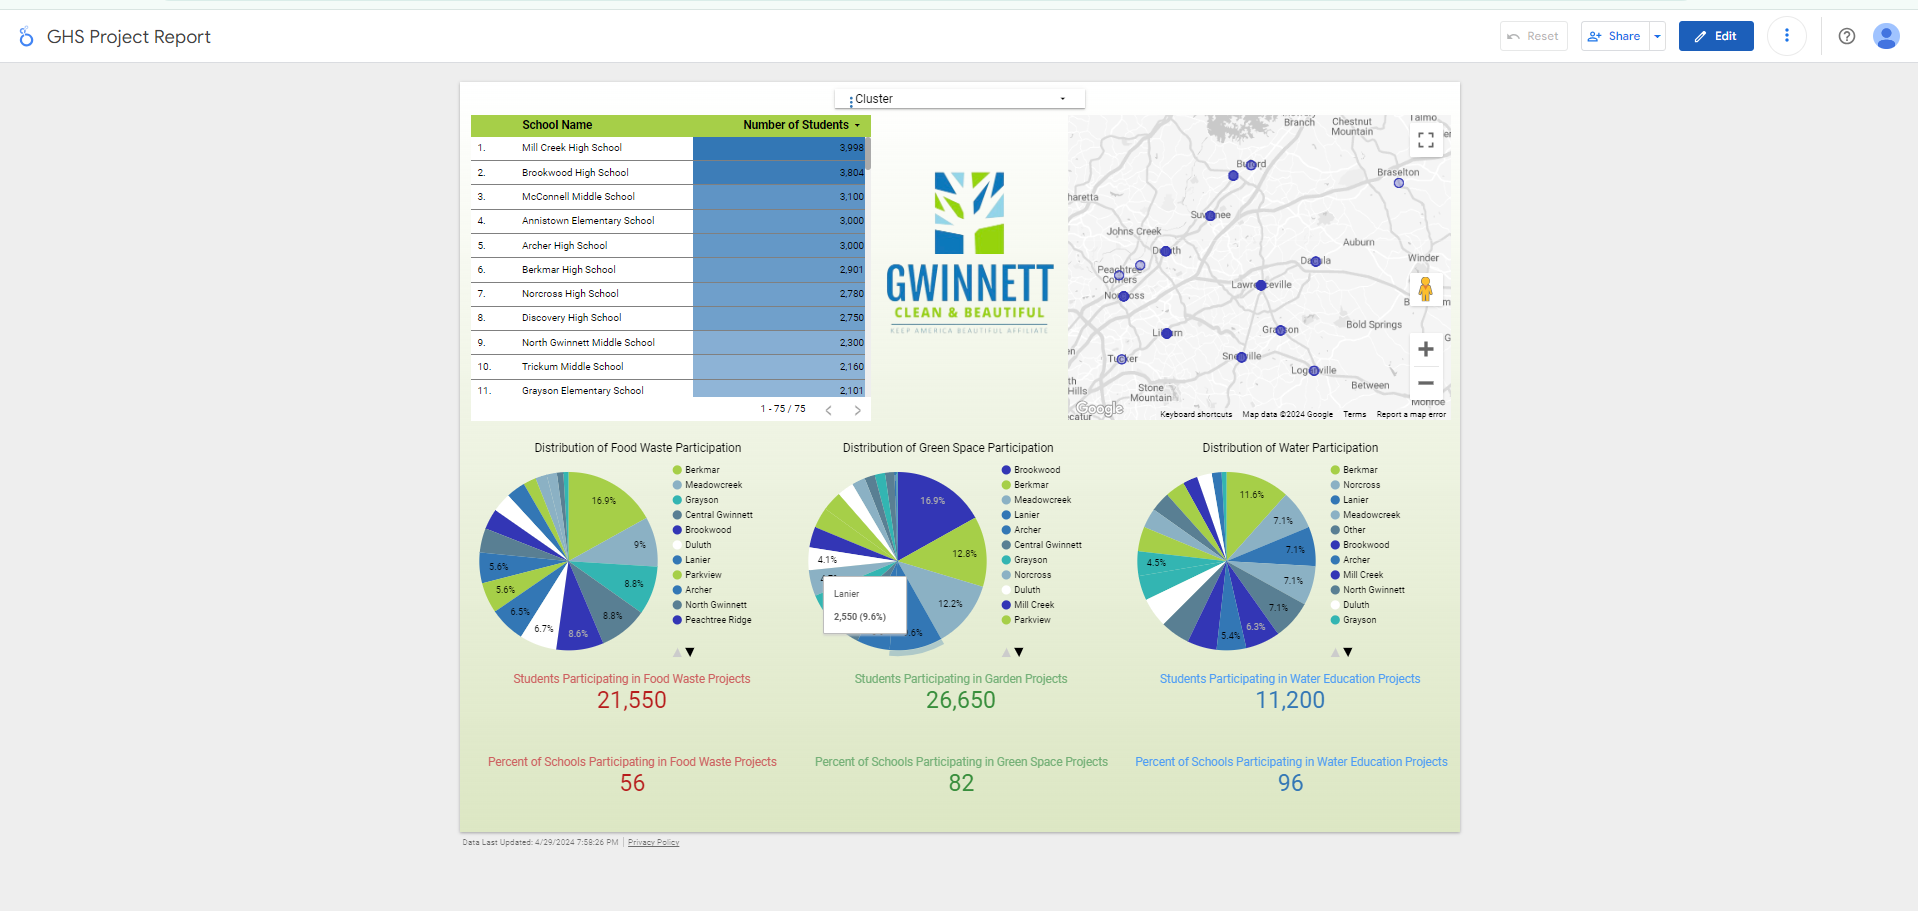 GHS Project Report
Reset
Share
Edit
Cluster
School Name Number of Students
1. Mill Creek High School 3,998
2. Brookwood High School 3,804
3. McConnell Middle School 3,100
4. Annistown Elementary School 3,000
5. Archer High School 3,000
6. Berkmar High School 2,901
7. Norcross High School 2,780
8. Discovery High School 2,750
9. North Gwinnett Middle School 2,300
10. Trickum Middle School 2,160
11. Grayson Elementary School 2,101
1 - 75 / 75
GWINNETT
CLEAN & BEAUTIFUL
KEEP AMERICA BEAUTIFUL AFFILIATE
Branch
Chestnut
Mountain
Talmo
Buford
Braselton
haretta
Suwanee
Johns Creek
Duluth
Auburn
Dacula
Winder
Peachtree
Corners
Norcross
Lawrenceville
Lilburn
Grayson
Bold Springs
Tucker
Snellville
Loganville
Between
Stone
Mountain
th
Hills
Monroe
catur
Google
Keyboard shortcuts Map data ©2024 Google Terms Report a map error
Distribution of Food Waste Participation
16.9%
9%
8.8%
8.8%
8.6%
6.7%
6.5%
5.6%
5.6%
Berkmar
Meadowcreek
Grayson
Central Gwinnett
Brookwood
Duluth
Lanier
Parkview
Archer
North Gwinnett
Peachtree Ridge
Distribution of Green Space Participation
16.9%
12.8%
12.2%
.6%
4.1%
Lanier
2,550 (9.6%)
Brookwood
Berkmar
Meadowcreek
Lanier
Archer
Central Gwinnett
Grayson
Norcross
Duluth
Mill Creek
Parkview
Distribution of Water Participation
11.6%
7.1%
7.1%
7.1%
7.1%
6.3%
5.4%
4.5%
Berkmar
Norcross
Lanier
Meadowcreek
Other
Brookwood
Archer
Mill Creek
North Gwinnett
Duluth
Grayson
Students Participating in Food Waste Projects
21,550
Students Participating in Garden Projects
26,650
Students Participating in Water Education Projects
11,200
Percent of Schools Participating in Food Waste Projects
56
Percent of Schools Participating in Green Space Projects
82
Percent of Schools Participating in Water Education Projects
96
Data Last Updated: 4/29/2024 7:58:26 PM | Privacy Policy